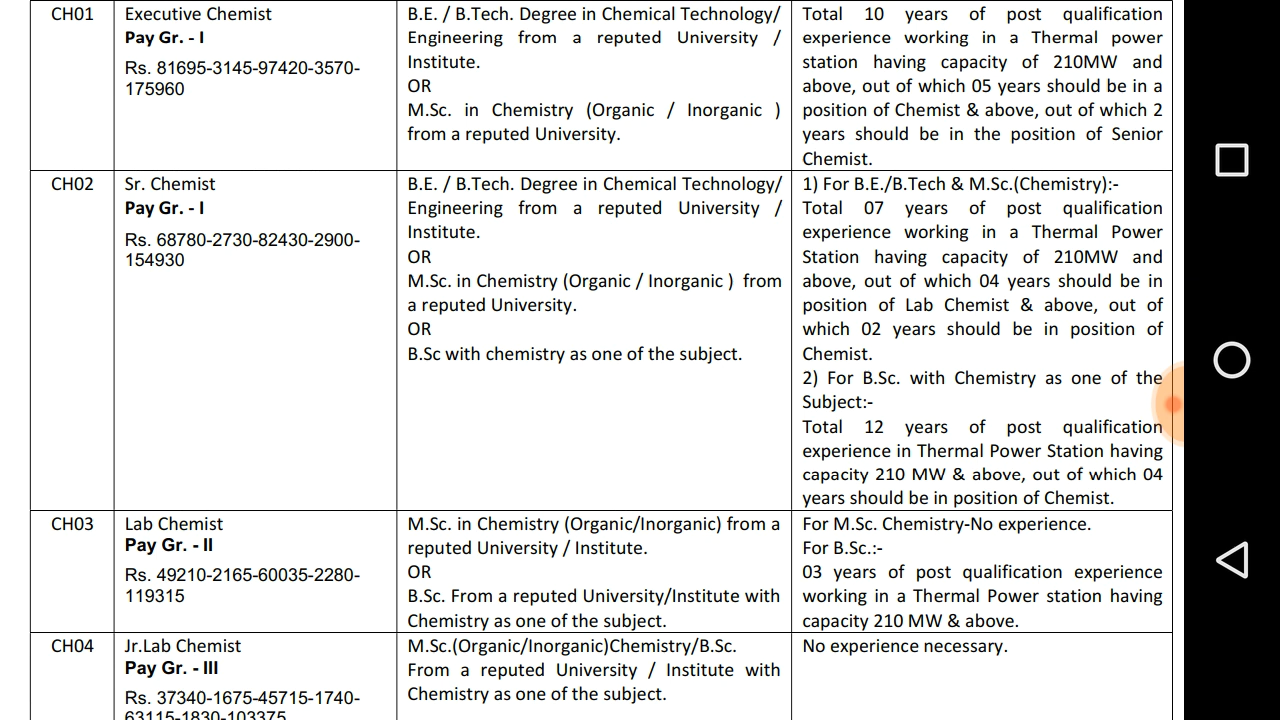 CH01
Executive Chemist
Pay Gr. - I
Rs. 81695-3145-97420-3570-
175960
B.E. / B.Tech. Degree in Chemical Technology/
Engineering from a reputed University /
Institute.
OR
M.Sc. in Chemistry (Organic / Inorganic )
from a reputed University.
Total 10 years of post qualification
experience working in a Thermal power
station having capacity of 210MW and
above, out of which 05 years should be in a
position of Chemist & above, out of which 2
years should be in the position of Senior
Chemist.
CH02
Sr. Chemist
Pay Gr. - I
Rs. 68780-2730-82430-2900-
154930
B.E. / B.Tech. Degree in Chemical Technology/
Engineering from a reputed University /
Institute.
OR
M.Sc. in Chemistry (Organic / Inorganic ) from
a reputed University.
OR
B.Sc with chemistry as one of the subject.
1) For B.E./B.Tech & M.Sc.(Chemistry):-
Total 07 years of post qualification
experience working in a Thermal Power
Station having capacity of 210MW and
above, out of which 04 years should be in
position of Lab Chemist & above, out of
which 02 years should be in position of
Chemist.
2) For B.Sc. with Chemistry as one of the
Subject:-
Total 12 years of post qualification
experience in Thermal Power Station having
capacity 210 MW & above, out of which 04
years should be in position of Chemist.
CH03
Lab Chemist
Pay Gr. - II
Rs. 49210-2165-60035-2280-
119315
M.Sc. in Chemistry (Organic/Inorganic) from a
reputed University / Institute.
OR
B.Sc. From a reputed University/Institute with
Chemistry as one of the subject.
For M.Sc. Chemistry-No experience.
For B.Sc.:-
03 years of post qualification experience
working in a Thermal Power station having
capacity 210 MW & above.
CH04
Jr.Lab Chemist
Pay Gr. - III
Rs. 37340-1675-45715-1740-
63115-1830-103375
M.Sc.(Organic/Inorganic)Chemistry/B.Sc.
From a reputed University / Institute with
Chemistry as one of the subject.
No experience necessary.